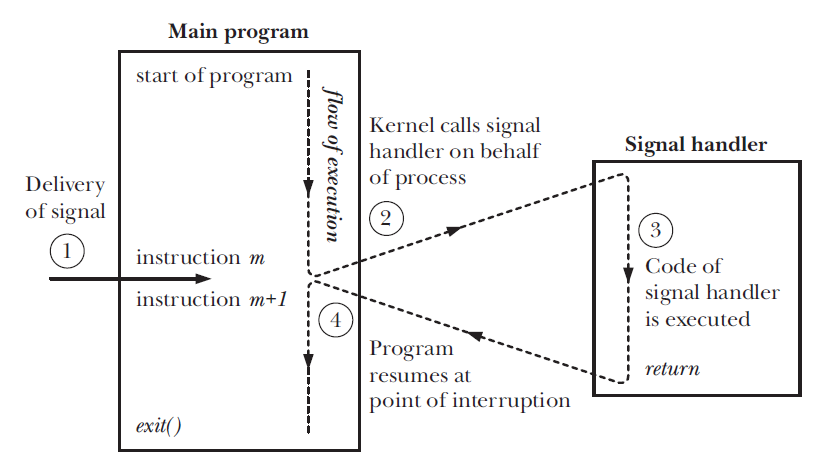 Main program
start of program
flow of execution
Delivery
of signal
1
instruction m
instruction m+1
exit()
Kernel calls signal
handler on behalf
of process
2
Signal handler
3
Code of
signal handler
is executed
return
4
Program
resumes at
point of interruption